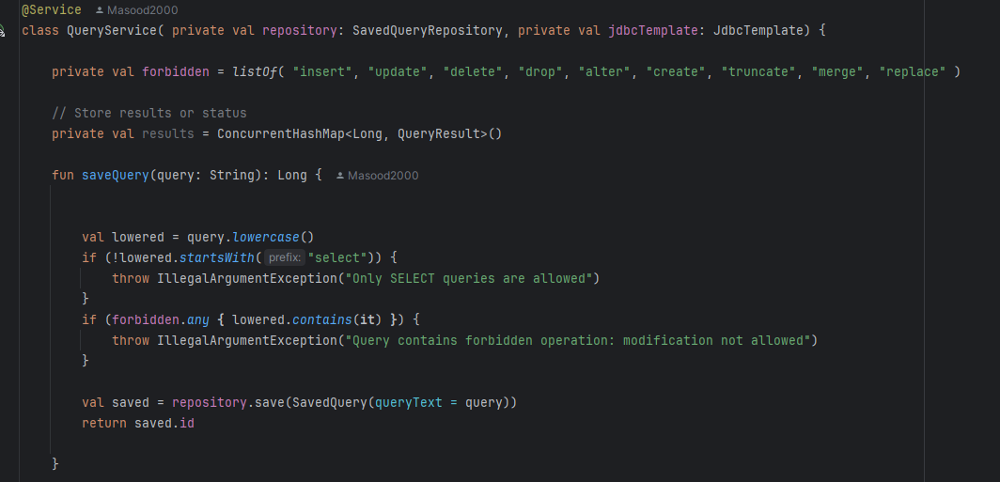 @Service Masood2000
class QueryService( private val repository: SavedQueryRepository, private val jdbcTemplate: JdbcTemplate) {
private val forbidden = listOf( "insert", "update", "delete", "drop", "alter", "create", "truncate", "merge", "replace" )
// Store results or status
private val results = ConcurrentHashMap<Long, QueryResult>()
fun saveQuery(query: String): Long { Masood2000
val lowered = query.lowercase()
if (!lowered.startsWith( prefix: "select")) {
throw IllegalArgumentException("Only SELECT queries are allowed")
}
if (forbidden.any { lowered.contains(it) }) {
throw IllegalArgumentException("Query contains forbidden operation: modification not allowed")
}
val saved = repository.save(SavedQuery(queryText = query))
return saved.id
}